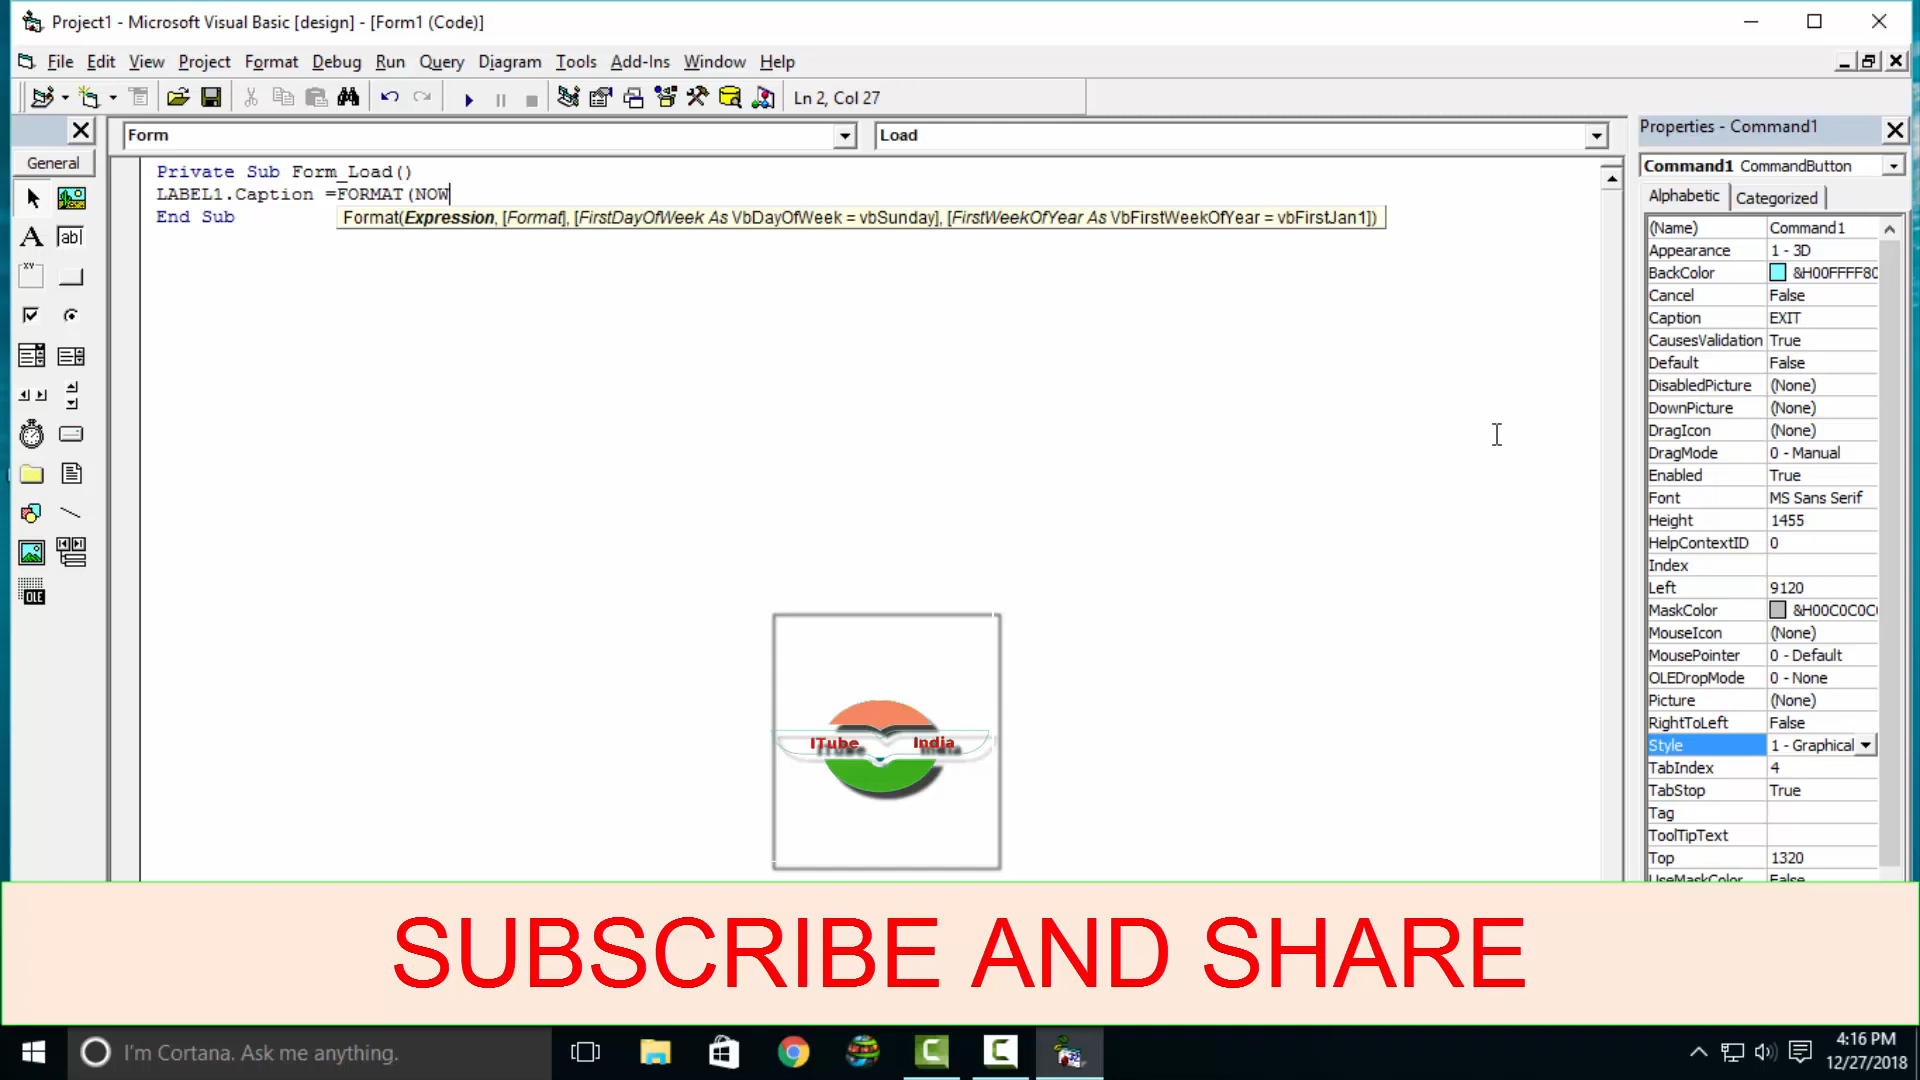 Project1 - Microsoft Visual Basic [design] - [Form1 (Code)]
File Edit View Project Format Debug Run Query Diagram Tools Add-Ins Window Help
Ln 2, Col 27
General
Form
Load
Private Sub Form_Load()
LABEL1.Caption =FORMAT(NOW
End Sub
Format(Expression, [Format], [FirstDayOfWeek As VbDayOfWeek = vbSunday], [FirstWeekOfYear As VbFirstWeekOfYear = vbFirstJan1])
A
abl
XY
OLE
Properties - Command1
Command1 CommandButton
Alphabetic Categorized
(Name) Command1
Appearance 1 - 3D
BackColor &H00FFFF80
Cancel False
Caption EXIT
CausesValidation True
Default False
DisabledPicture (None)
DownPicture (None)
DragIcon (None)
DragMode 0 - Manual
Enabled True
Font MS Sans Serif
Height 1455
HelpContextID 0
Index
Left 9120
MaskColor &H00C0C0C
MouseIcon (None)
MousePointer 0 - Default
OLEDropMode 0 - None
Picture (None)
RightToLeft False
Style 1 - Graphical
TabIndex 4
TabStop True
Tag
ToolTipText
Top 1320
UseMaskColor False
ITube India
SUBSCRIBE AND SHARE
I'm Cortana. Ask me anything.
4:16 PM
12/27/2018